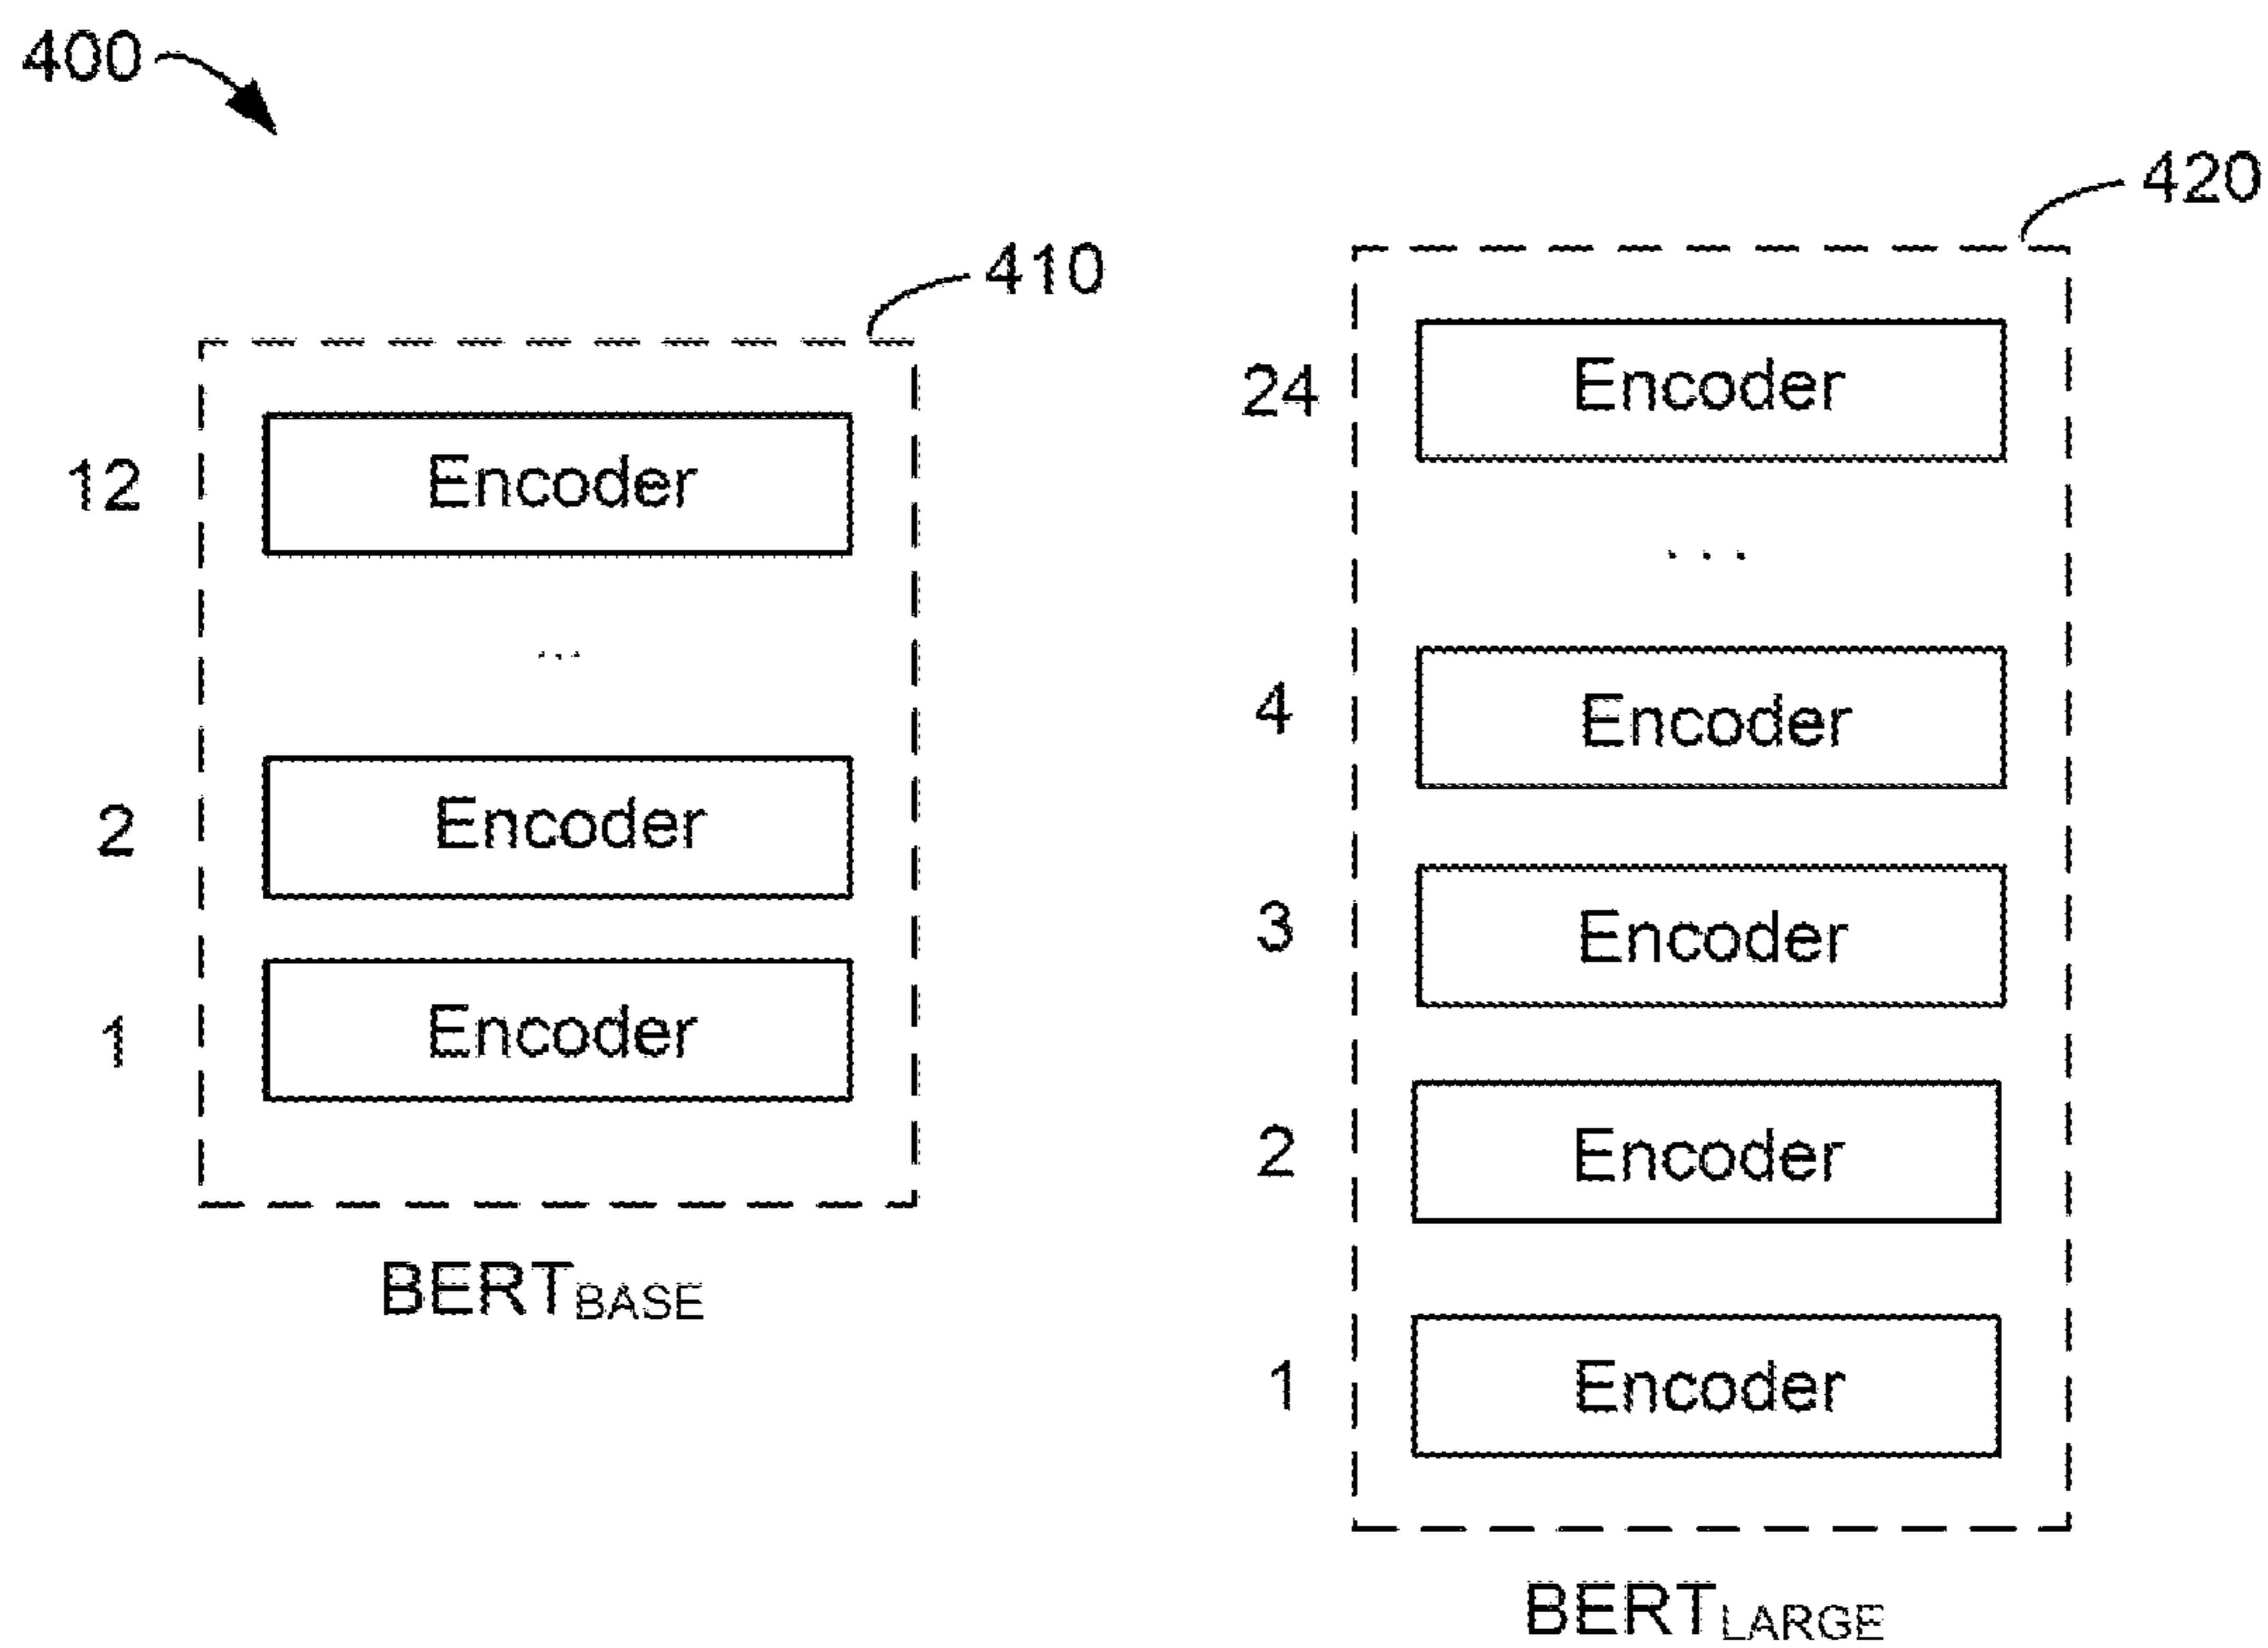 400
410
12 Encoder
...
2 Encoder
1 Encoder
BERTBASE
420
24 Encoder
...
4 Encoder
3 Encoder
2 Encoder
1 Encoder
BERTLARGE